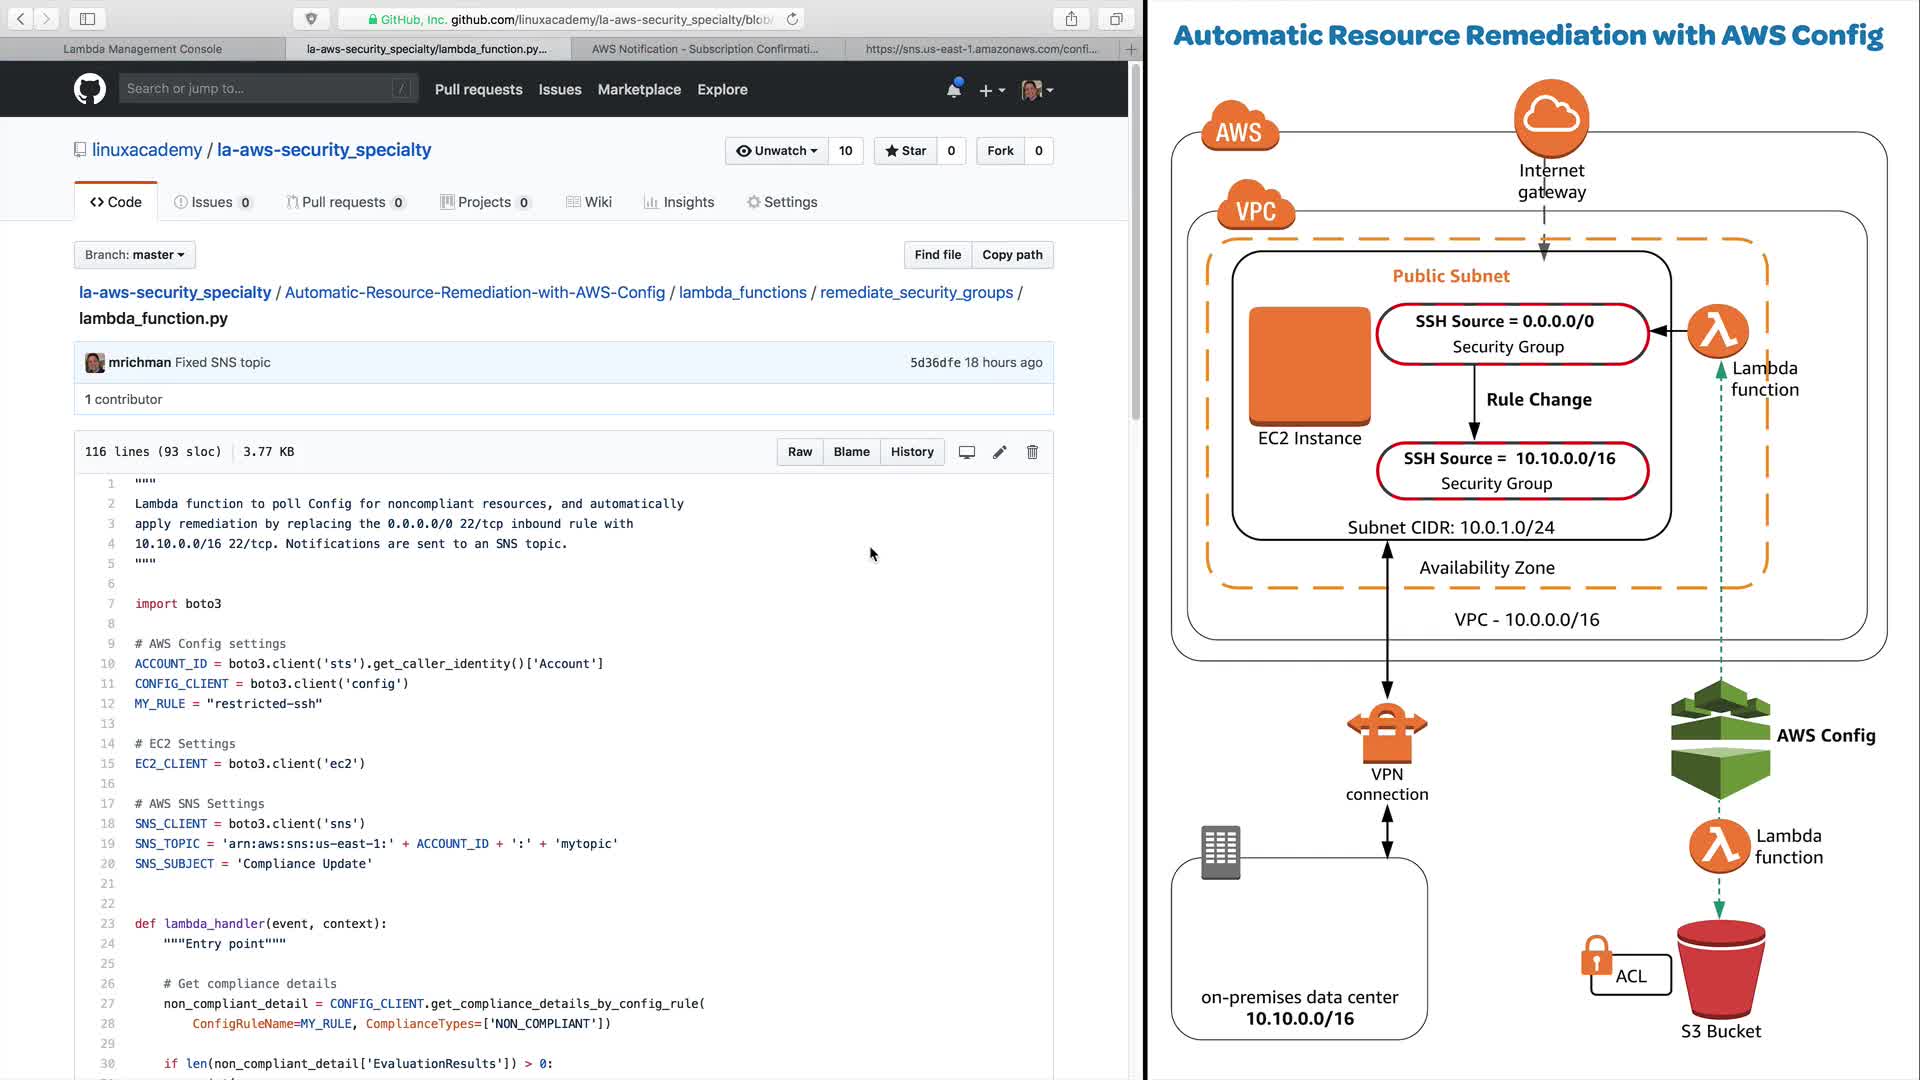 GitHub, Inc. github.com/linuxacademy/la-aws-security_specialty/blob/
Lambda Management Console
la-aws-security_specialty/lambda_function.py...
AWS Notification - Subscription Confirmati...
https://sns.us-east-1.amazonaws.com/confi...
Search or jump to...
/
Pull requests
Issues
Marketplace
Explore
linuxacademy / la-aws-security_specialty
Unwatch 10
Star 0
Fork 0
Code
Issues 0
Pull requests 0
Projects 0
Wiki
Insights
Settings
Branch: master
Find file
Copy path
la-aws-security_specialty / Automatic-Resource-Remediation-with-AWS-Config / lambda_functions / remediate_security_groups /
lambda_function.py
mrichman Fixed SNS topic
5d36dfe 18 hours ago
1 contributor
116 lines (93 sloc) 3.77 KB
Raw
Blame
History
1 """
2 Lambda function to poll Config for noncompliant resources, and automatically
3 apply remediation by replacing the 0.0.0.0/0 22/tcp inbound rule with
4 10.10.0.0/16 22/tcp. Notifications are sent to an SNS topic.
5 """
6
7 import boto3
8
9 # AWS Config settings
10 ACCOUNT_ID = boto3.client('sts').get_caller_identity()['Account']
11 CONFIG_CLIENT = boto3.client('config')
12 MY_RULE = "restricted-ssh"
13
14 # EC2 Settings
15 EC2_CLIENT = boto3.client('ec2')
16
17 # AWS SNS Settings
18 SNS_CLIENT = boto3.client('sns')
19 SNS_TOPIC = 'arn:aws:sns:us-east-1:' + ACCOUNT_ID + ':' + 'mytopic'
20 SNS_SUBJECT = 'Compliance Update'
21
22
23 def lambda_handler(event, context):
24 """Entry point"""
25
26 # Get compliance details
27 non_compliant_detail = CONFIG_CLIENT.get_compliance_details_by_config_rule(
28 ConfigRuleName=MY_RULE, ComplianceTypes=['NON_COMPLIANT'])
29
30 if len(non_compliant_detail['EvaluationResults']) > 0:
Automatic Resource Remediation with AWS Config
AWS
Internet
gateway
VPC
Public Subnet
SSH Source = 0.0.0.0/0
Security Group
Lambda
function
Rule Change
EC2 Instance
SSH Source = 10.10.0.0/16
Security Group
Subnet CIDR: 10.0.1.0/24
Availability Zone
VPC - 10.0.0.0/16
AWS Config
VPN
connection
Lambda
function
ACL
on-premises data center
10.10.0.0/16
S3 Bucket